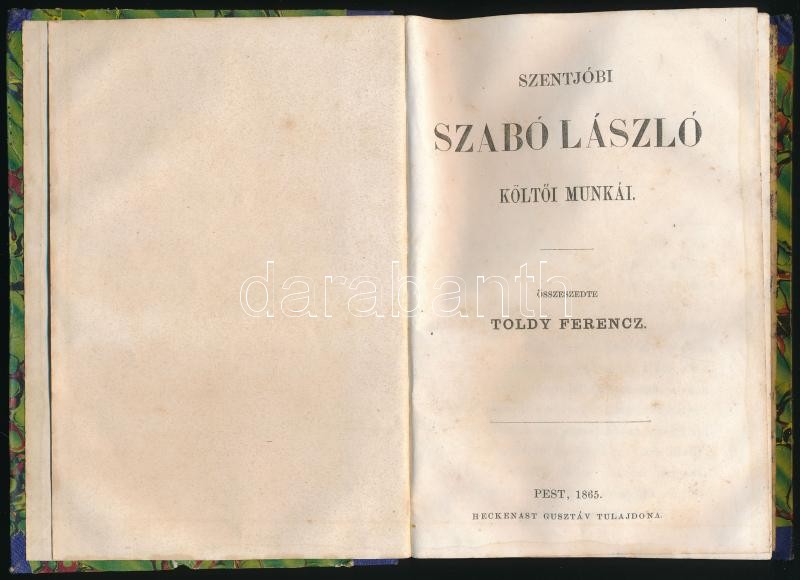 SZENTJÓBI
SZABÓ LÁSZLÓ
KÖLTŐI MUNKÁI.
darabanth
ÖSSZESZEDTE
TOLDY FERENCZ.
PEST, 1865.
HECKENAST GUSZTÁV TULAJDONA.